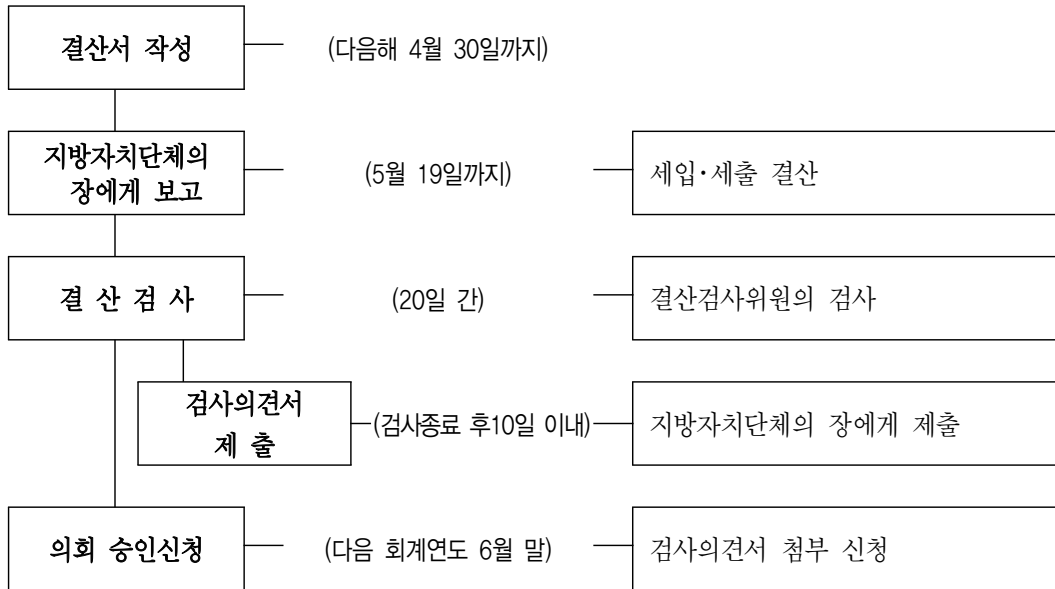 결산서 작성
(다음해 4월 30일까지)
지방자치단체의
장에게 보고
(5월 19일까지)
세입·세출 결산
결 산 검 사
(20일 간)
결산검사위원의 검사
검사의견서
제 출
(검사종료 후10일 이내)
지방자치단체의 장에게 제출
의회 승인신청
(다음 회계연도 6월 말)
검사의견서 첨부 신청